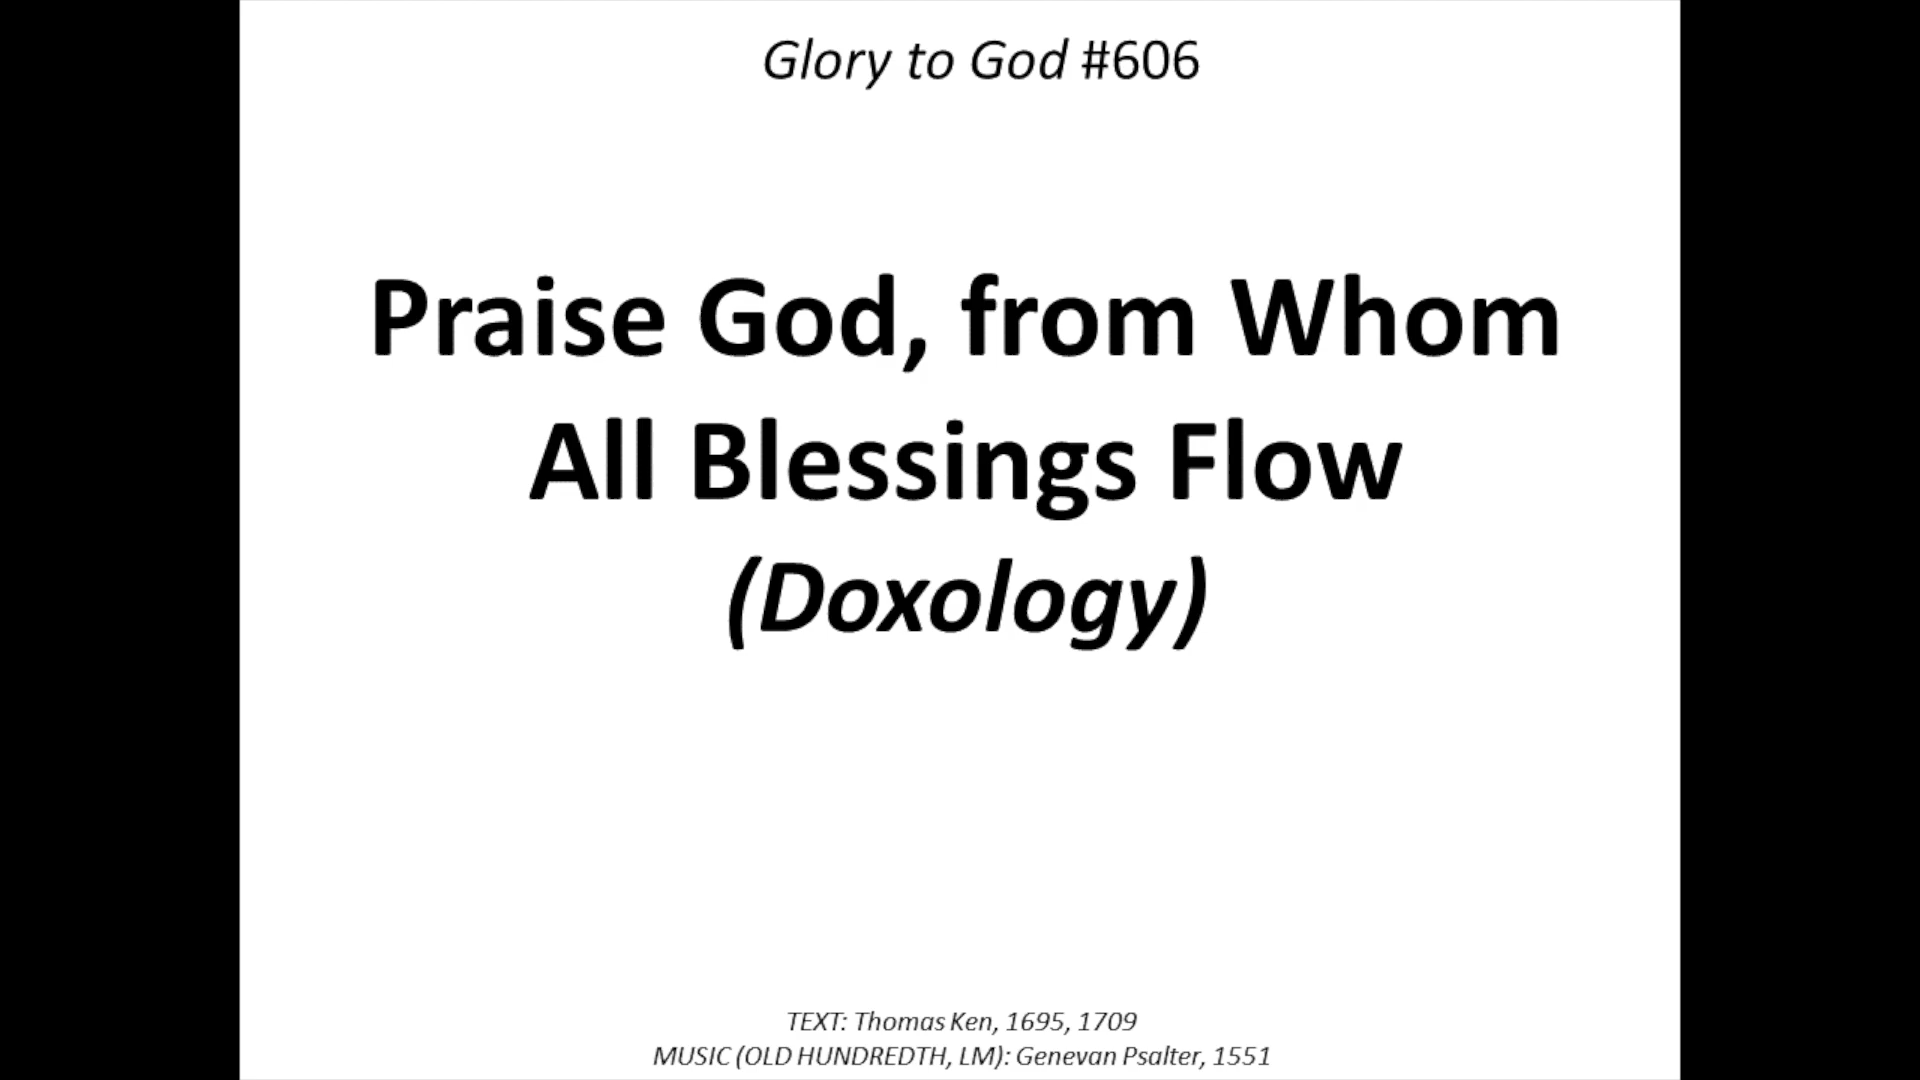 Glory to God #606
Praise God, from Whom
All Blessings Flow
(Doxology)
TEXT: Thomas Ken, 1695, 1709
MUSIC (OLD HUNDREDTH, LM): Genevan Psalter, 1551